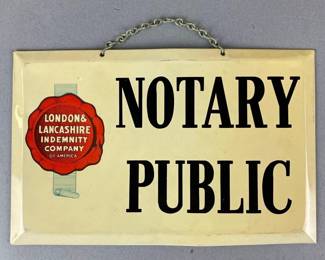 LONDON &
LANCASHIRE
INDEMNITY
COMPANY
OF AMERICA
NOTARY
PUBLIC